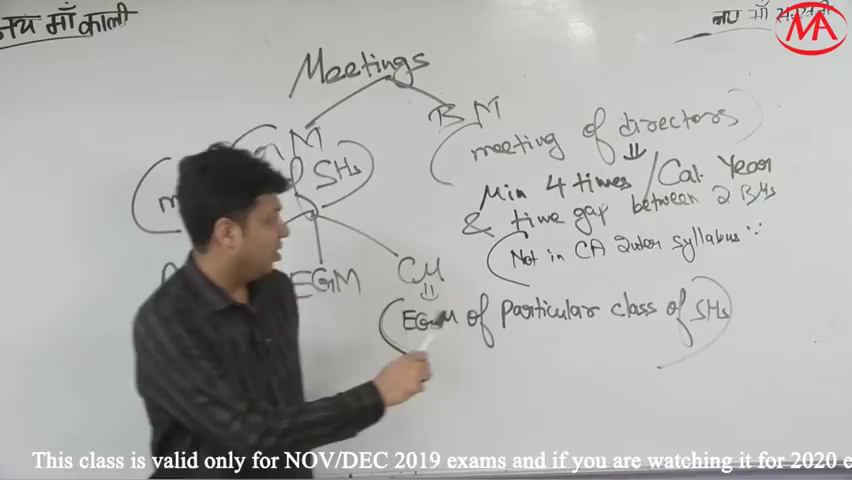 जय माँ काली
जय माँ सरस्वती
MA
Meetings
GM
BM
(meeting of directors)
of SHs)
Min 4 times / Cal. Year
& time gap between 2 BMs
(Not in CA Inter syllabus ∵
EGM
CM
(EGM of particular class of SHs)
This class is valid only for NOV/DEC 2019 exams and if you are watching it for 2020 e